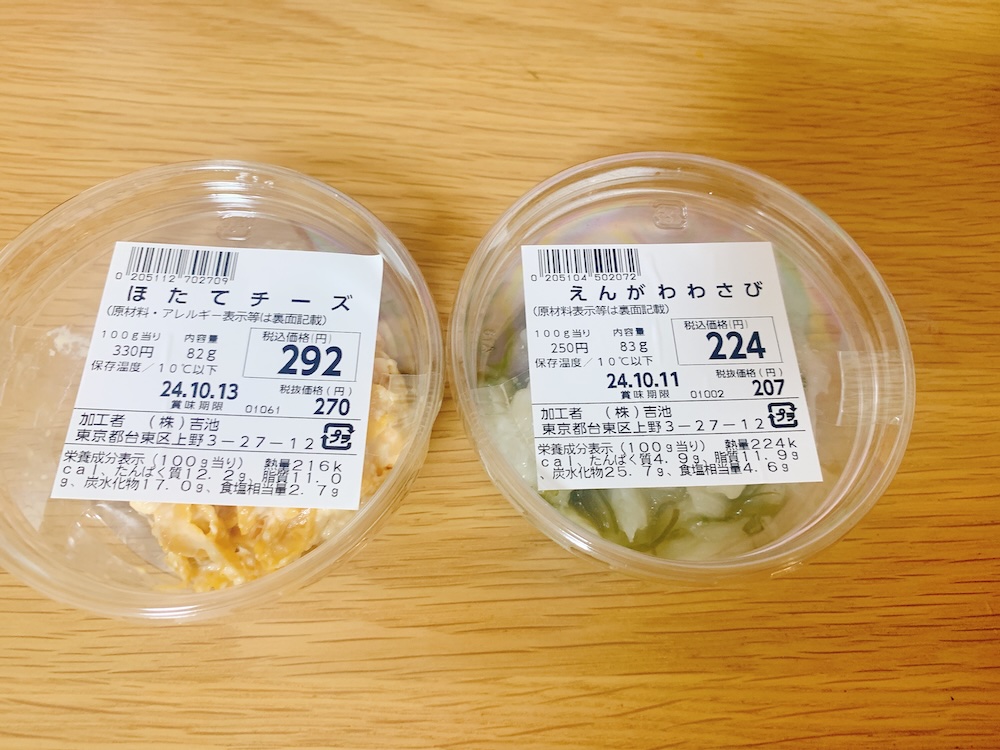 0 205112 702709
ほたてチーズ
(原材料・アレルギー表示等は裏面記載)
100g当り 内容量 税込価格(円)
330円 82g 292
保存温度/10℃以下
24.10.13 税抜価格(円)
賞味期限 01061 270
加工者 (株)吉池
東京都台東区上野3-27-12 プラ
栄養成分表示(100g当り) 熱量216k
cal、たんぱく質12.2g、脂質11.0
g、炭水化物17.0g、食塩相当量2.7g
0 205104 502072
えんがわわさび
(原材料表示等は裏面記載)
100g当り 内容量 税込価格(円)
250円 83g 224
保存温度/10℃以下
24.10.11 税抜価格(円)
賞味期限 01002 207
加工者 (株)吉池
東京都台東区上野3-27-12 プラ
栄養成分表示(100g当り) 熱量224k
cal、たんぱく質4.9g、脂質11.9g
、炭水化物25.7g、食塩相当量4.6g